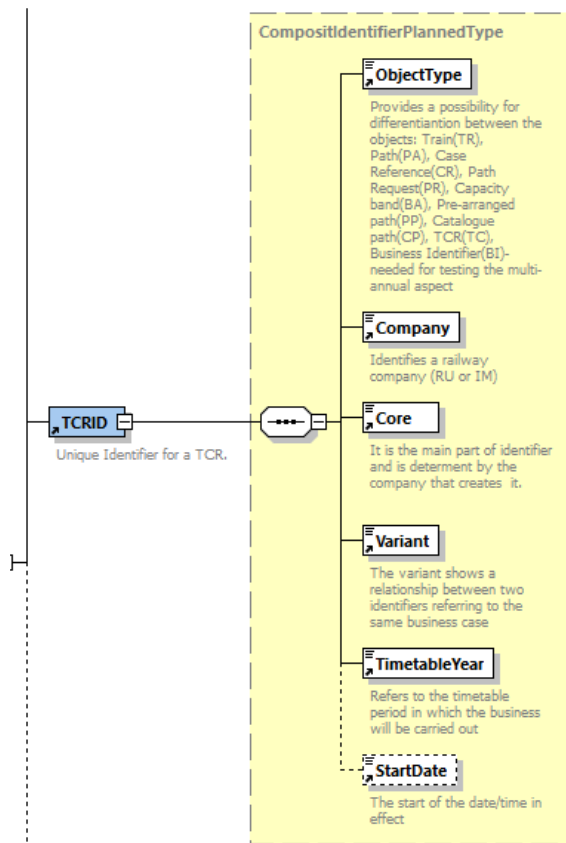 CompositIdentifierPlannedType
ObjectType
Provides a possibility for
differentiantion between the
objects: Train(TR),
Path(PA), Case
Reference(CR), Path
Request(PR), Capacity
band(BA), Pre-arranged
path(PP), Catalogue
path(CP), TCR(TC),
Business Identifier(BI)-
needed for testing the multi-
annual aspect
Company
Identifies a railway
company (RU or IM)
TCRID
Unique Identifier for a TCR.
Core
It is the main part of identifier
and is determent by the
company that creates  it.
Variant
The variant shows a
relationship between two
identifiers referring to the
same business case
TimetableYear
Refers to the timetable
period in which the business
will be carried out
StartDate
The start of the date/time in
effect